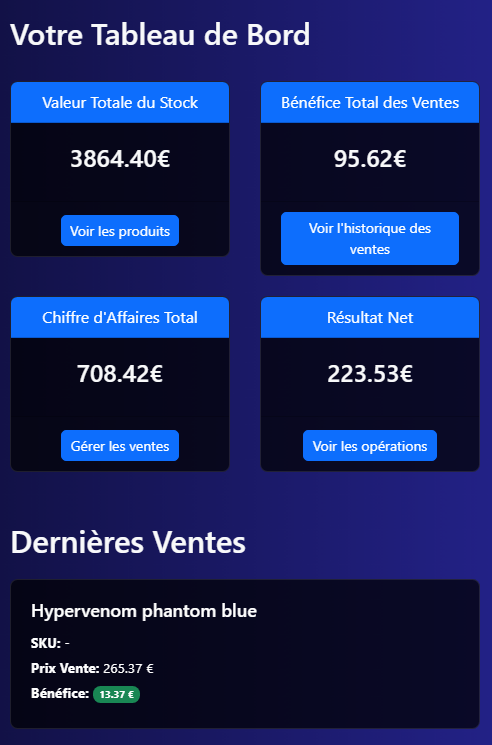 Votre Tableau de Bord
Valeur Totale du Stock
3864.40€
Voir les produits
Bénéfice Total des Ventes
95.62€
Voir l'historique des
ventes
Chiffre d'Affaires Total
708.42€
Gérer les ventes
Résultat Net
223.53€
Voir les opérations
Dernières Ventes
Hypervenom phantom blue
SKU: -
Prix Vente: 265.37 €
Bénéfice: 13.37 €